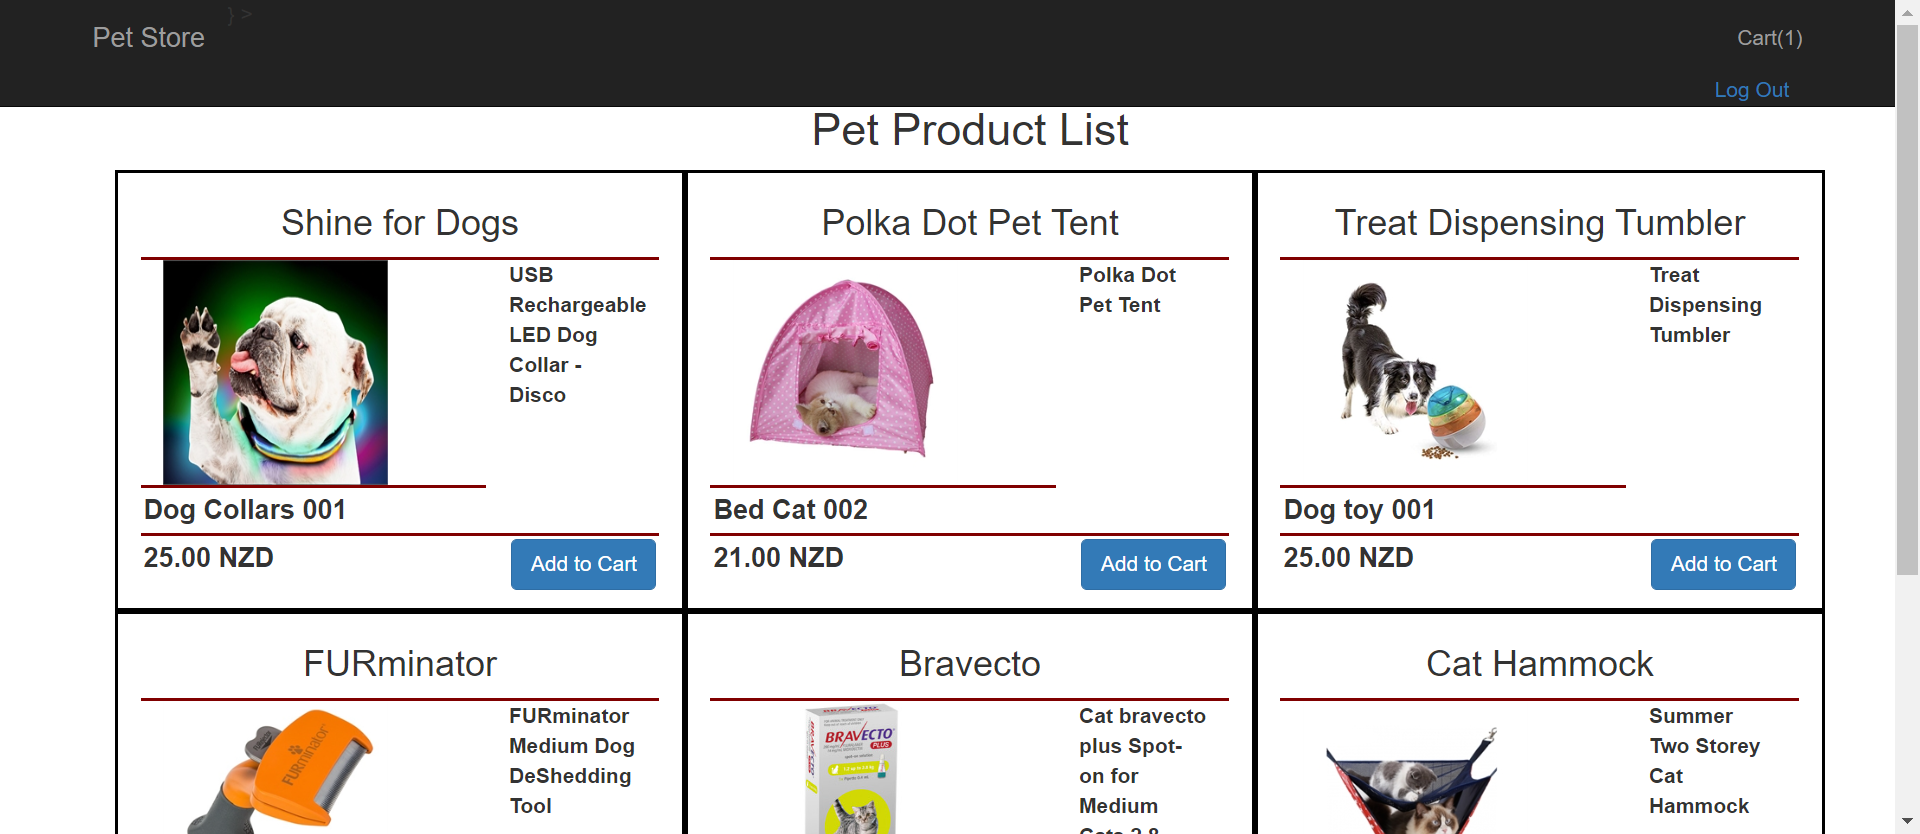 } >
Pet Store
Cart(1)
Log Out
Pet Product List
Shine for Dogs
USB
Rechargeable
LED Dog
Collar -
Disco
Dog Collars 001
25.00 NZD
Add to Cart
Polka Dot Pet Tent
Polka Dot
Pet Tent
Bed Cat 002
21.00 NZD
Add to Cart
Treat Dispensing Tumbler
Treat
Dispensing
Tumbler
Dog toy 001
25.00 NZD
Add to Cart
FURminator
FURminator
FURminator
Medium Dog
DeShedding
Tool
Bravecto
BRAVECTO
PLUS
BRAVECTO
Cat bravecto
plus Spot-
on for
Medium
Cat Hammock
Summer
Two Storey
Cat
Hammock